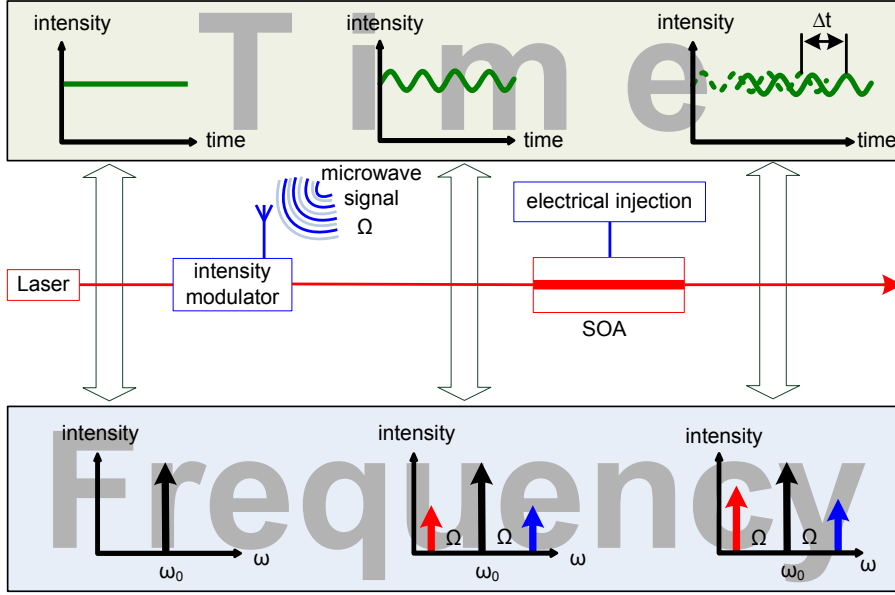 Time
intensity
time
intensity
time
intensity
Δt
time
microwave
signal
Ω
electrical injection
Laser
intensity
modulator
SOA
Frequency
intensity
ω₀
ω
intensity
Ω
Ω
ω₀
ω
intensity
Ω
Ω
ω₀
ω